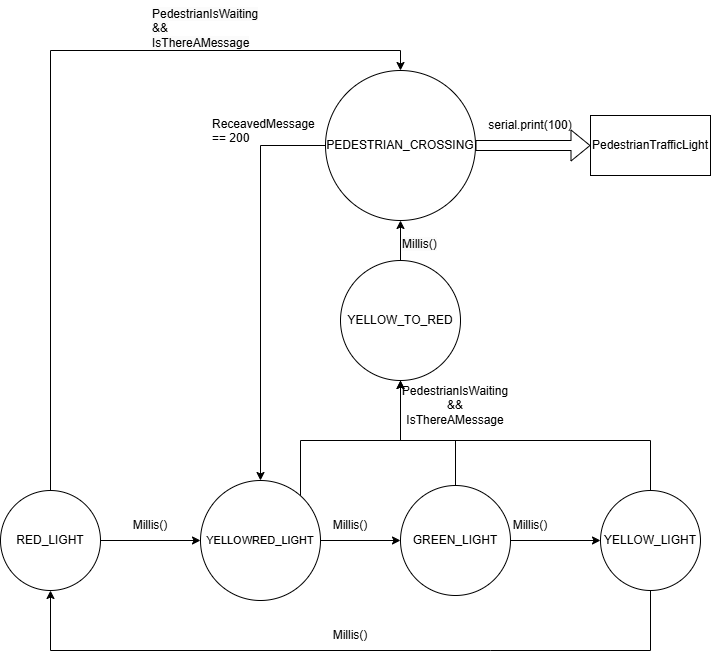 PedestrianIsWaiting
&&
IsThereAMessage
ReceavedMessage
== 200
serial.print(100)
PEDESTRIAN_CROSSING
PedestrianTrafficLight
Millis()
YELLOW_TO_RED
PedestrianIsWaiting
&&
IsThereAMessage
Millis()
Millis()
Millis()
RED_LIGHT
YELLOWRED_LIGHT
GREEN_LIGHT
YELLOW_LIGHT
Millis()